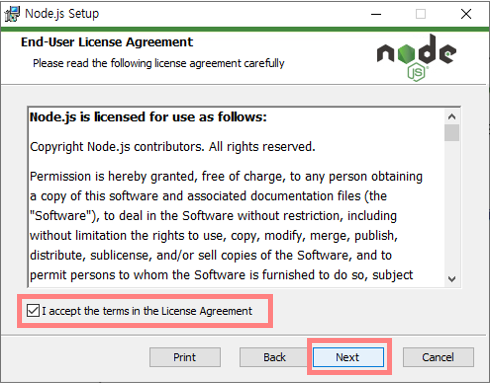 Node.js Setup
End-User License Agreement
Please read the following license agreement carefully
node
JS
Node.js is licensed for use as follows:
Copyright Node.js contributors. All rights reserved.
Permission is hereby granted, free of charge, to any person obtaining
a copy of this software and associated documentation files (the
"Software"), to deal in the Software without restriction, including
without limitation the rights to use, copy, modify, merge, publish,
distribute, sublicense, and/or sell copies of the Software, and to
permit persons to whom the Software is furnished to do so, subject
I accept the terms in the License Agreement
Print Back Next Cancel